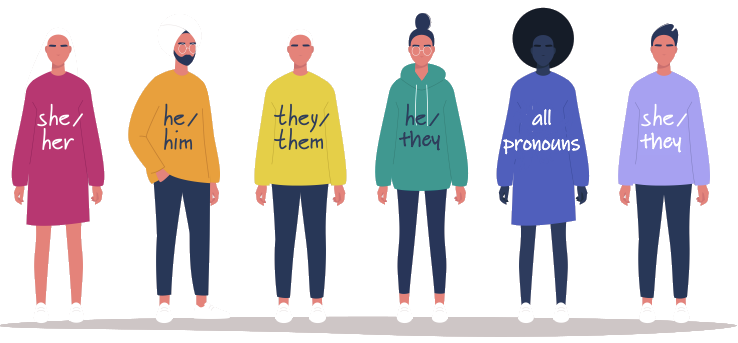 she/
her
he/
him
they/
them
he/
they
all
pronouns
she/
they